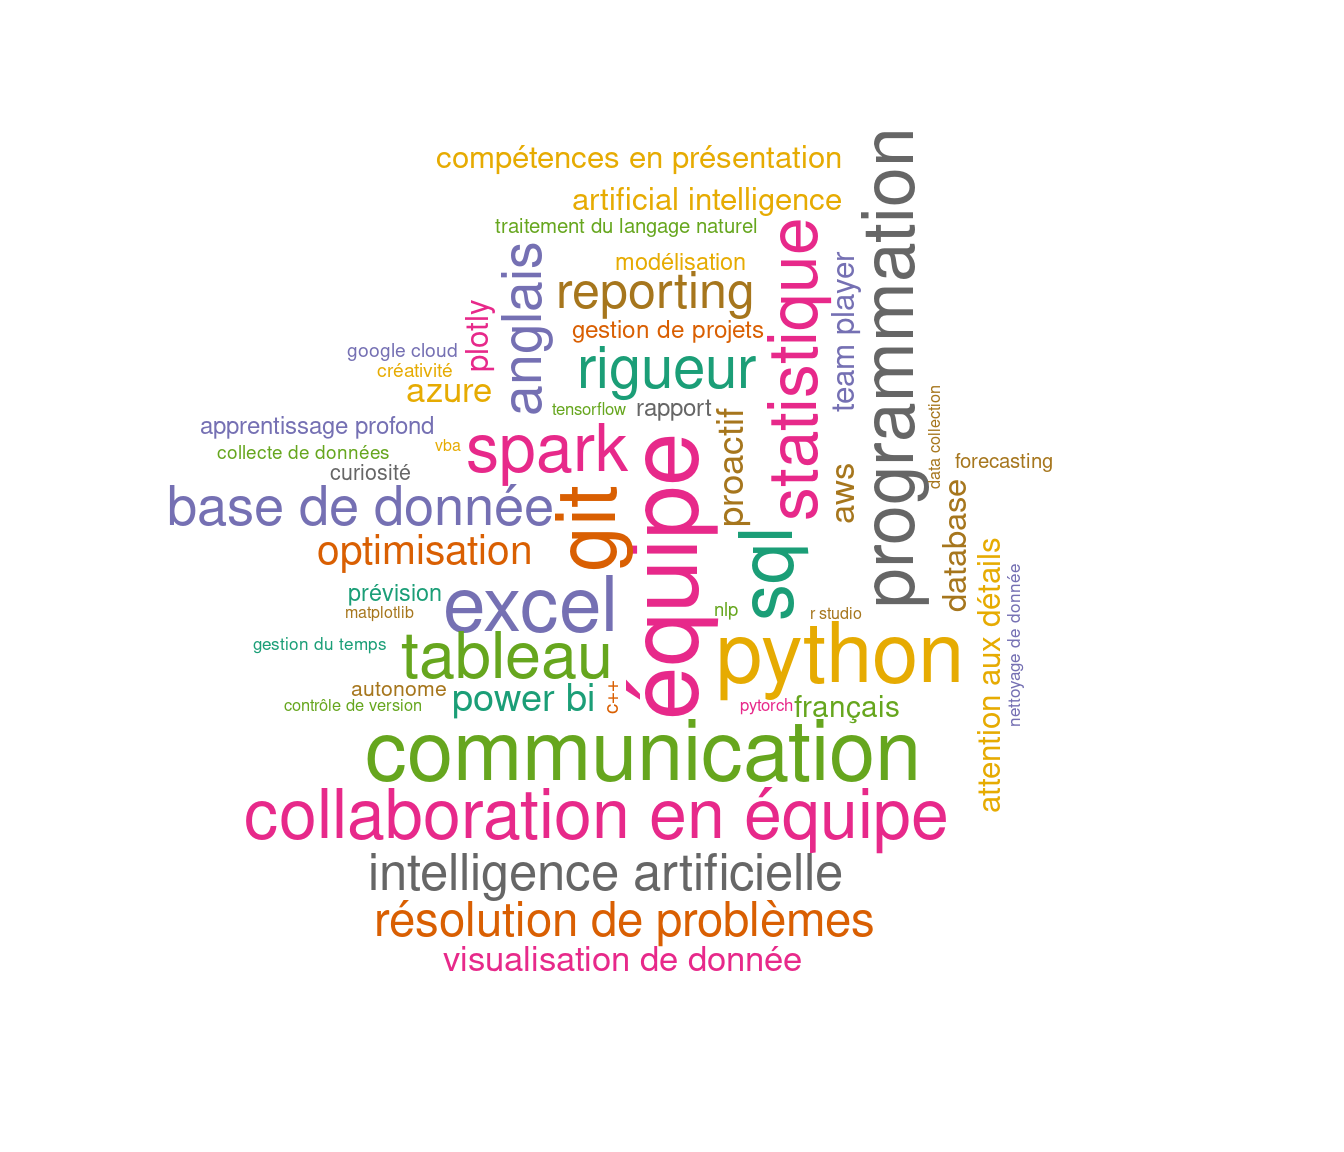 compétences en présentation
artificial intelligence
traitement du langage naturel
modélisation
reporting
gestion de projets
rigueur
anglais
plotly
google cloud
créativité
azure
statistique
team player
programmation
tensorflow
rapport
apprentissage profond
collecte de données
vba
curiosité
spark
proactif
aws
data collection
forecasting
base de donnée
git
équipe
sql
database
optimisation
attention aux détails
nettoyage de donnée
prévision
matplotlib
excel
nlp
r studio
gestion du temps
tableau
python
autonome
contrôle de version
power bi
c++
pytorch
français
communication
collaboration en équipe
intelligence artificielle
résolution de problèmes
visualisation de donnée